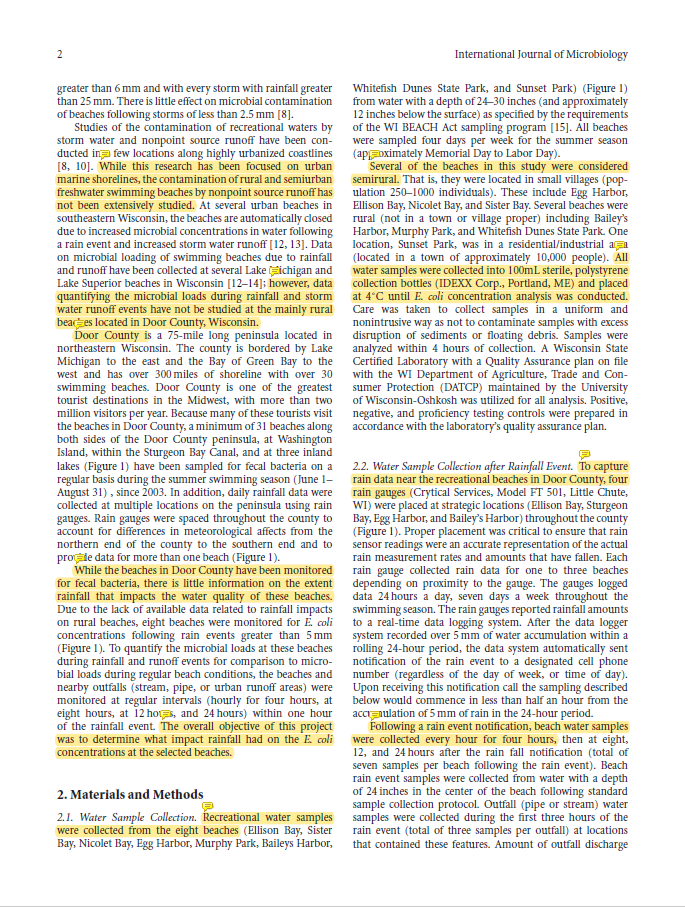 2
International Journal of Microbiology
greater than 6 mm and with every storm with rainfall greater
than 25 mm. There is little effect on microbial contamination
of beaches following storms of less than 2.5 mm [8].
Studies of the contamination of recreational waters by
storm water and nonpoint source runoff have been con-
ducted in few locations along highly urbanized coastlines
[8, 10]. While this research has been focused on urban
marine shorelines, the contamination of rural and semiurban
freshwater swimming beaches by nonpoint source runoff has
not been extensively studied. At several urban beaches in
southeastern Wisconsin, the beaches are automatically closed
due to increased microbial concentrations in water following
a rain event and increased storm water runoff [12, 13]. Data
on microbial loading of swimming beaches due to rainfall
and runoff have been collected at several Lake Michigan and
Lake Superior beaches in Wisconsin [12–14]; however, data
quantifying the microbial loads during rainfall and storm
water runoff events have not been studied at the mainly rural
beaches located in Door County, Wisconsin.
Door County is a 75-mile long peninsula located in
northeastern Wisconsin. The county is bordered by Lake
Michigan to the east and the Bay of Green Bay to the
west and has over 300 miles of shoreline with over 30
swimming beaches. Door County is one of the greatest
tourist destinations in the Midwest, with more than two
million visitors per year. Because many of these tourists visit
the beaches in Door County, a minimum of 31 beaches along
both sides of the Door County peninsula, at Washington
Island, within the Sturgeon Bay Canal, and at three inland
lakes (Figure 1) have been sampled for fecal bacteria on a
regular basis during the summer swimming season (June 1–
August 31) , since 2003. In addition, daily rainfall data were
collected at multiple locations on the peninsula using rain
gauges. Rain gauges were spaced throughout the county to
account for differences in meteorological affects from the
northern end of the county to the southern end and to
provide data for more than one beach (Figure 1).
While the beaches in Door County have been monitored
for fecal bacteria, there is little information on the extent
rainfall that impacts the water quality of these beaches.
Due to the lack of available data related to rainfall impacts
on rural beaches, eight beaches were monitored for E. coli
concentrations following rain events greater than 5 mm
(Figure 1). To quantify the microbial loads at these beaches
during rainfall and runoff events for comparison to micro-
bial loads during regular beach conditions, the beaches and
nearby outfalls (stream, pipe, or urban runoff areas) were
monitored at regular intervals (hourly for four hours, at
eight hours, at 12 hours, and 24 hours) within one hour
of the rainfall event. The overall objective of this project
was to determine what impact rainfall had on the E. coli
concentrations at the selected beaches.
2. Materials and Methods
2.1. Water Sample Collection. Recreational water samples
were collected from the eight beaches (Ellison Bay, Sister
Bay, Nicolet Bay, Egg Harbor, Murphy Park, Baileys Harbor,
Whitefish Dunes State Park, and Sunset Park) (Figure 1)
from water with a depth of 24–30 inches (and approximately
12 inches below the surface) as specified by the requirements
of the WI BEACH Act sampling program [15]. All beaches
were sampled four days per week for the summer season
(approximately Memorial Day to Labor Day).
Several of the beaches in this study were considered
semirural. That is, they were located in small villages (pop-
ulation 250–1000 individuals). These include Egg Harbor,
Ellison Bay, Nicolet Bay, and Sister Bay. Several beaches were
rural (not in a town or village proper) including Bailey's
Harbor, Murphy Park, and Whitefish Dunes State Park. One
location, Sunset Park, was in a residential/industrial area
(located in a town of approximately 10,000 people). All
water samples were collected into 100mL sterile, polystyrene
collection bottles (IDEXX Corp., Portland, ME) and placed
at 4°C until E. coli concentration analysis was conducted.
Care was taken to collect samples in a uniform and
nonintrusive way as not to contaminate samples with excess
disruption of sediments or floating debris. Samples were
analyzed within 4 hours of collection. A Wisconsin State
Certified Laboratory with a Quality Assurance plan on file
with the WI Department of Agriculture, Trade and Con-
sumer Protection (DATCP) maintained by the University
of Wisconsin-Oshkosh was utilized for all analysis. Positive,
negative, and proficiency testing controls were prepared in
accordance with the laboratory's quality assurance plan.
2.2. Water Sample Collection after Rainfall Event. To capture
rain data near the recreational beaches in Door County, four
rain gauges (Crytical Services, Model FT 501, Little Chute,
WI) were placed at strategic locations (Ellison Bay, Sturgeon
Bay, Egg Harbor, and Bailey's Harbor) throughout the county
(Figure 1). Proper placement was critical to ensure that rain
sensor readings were an accurate representation of the actual
rain measurement rates and amounts that have fallen. Each
rain gauge collected rain data for one to three beaches
depending on proximity to the gauge. The gauges logged
data 24 hours a day, seven days a week throughout the
swimming season. The rain gauges reported rainfall amounts
to a real-time data logging system. After the data logger
system recorded over 5 mm of water accumulation within a
rolling 24-hour period, the data system automatically sent
notification of the rain event to a designated cell phone
number (regardless of the day of week, or time of day).
Upon receiving this notification call the sampling described
below would commence in less than half an hour from the
accumulation of 5 mm of rain in the 24-hour period.
Following a rain event notification, beach water samples
were collected every hour for four hours, then at eight,
12, and 24 hours after the rain fall notification (total of
seven samples per beach following the rain event). Beach
rain event samples were collected from water with a depth
of 24 inches in the center of the beach following standard
sample collection protocol. Outfall (pipe or stream) water
samples were collected during the first three hours of the
rain event (total of three samples per outfall) at locations
that contained these features. Amount of outfall discharge